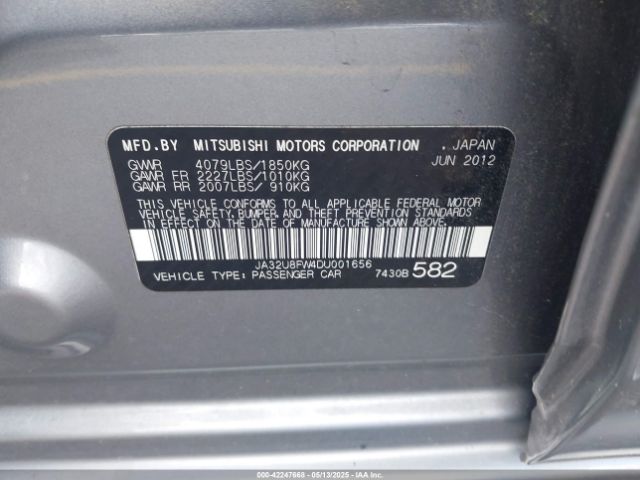 MFD.BY MITSUBISHI MOTORS CORPORATION . JAPAN
GVWR 4079LBS/1850KG JUN 2012
GAWR FR 2227LBS/1010KG
GAWR RR 2007LBS/ 910KG
THIS VEHICLE CONFORMS TO ALL APPLICABLE FEDERAL MOTOR
VEHICLE SAFETY, BUMPER, AND THEFT PREVENTION STANDARDS
IN EFFECT ON THE DATE OF MANUFACTURE SHOWN ABOVE.
JA32U8FW4DU001656
VEHICLE TYPE: PASSENGER CAR 7430B 582
000-42247668 - 05/13/2025 - IAAI.CA